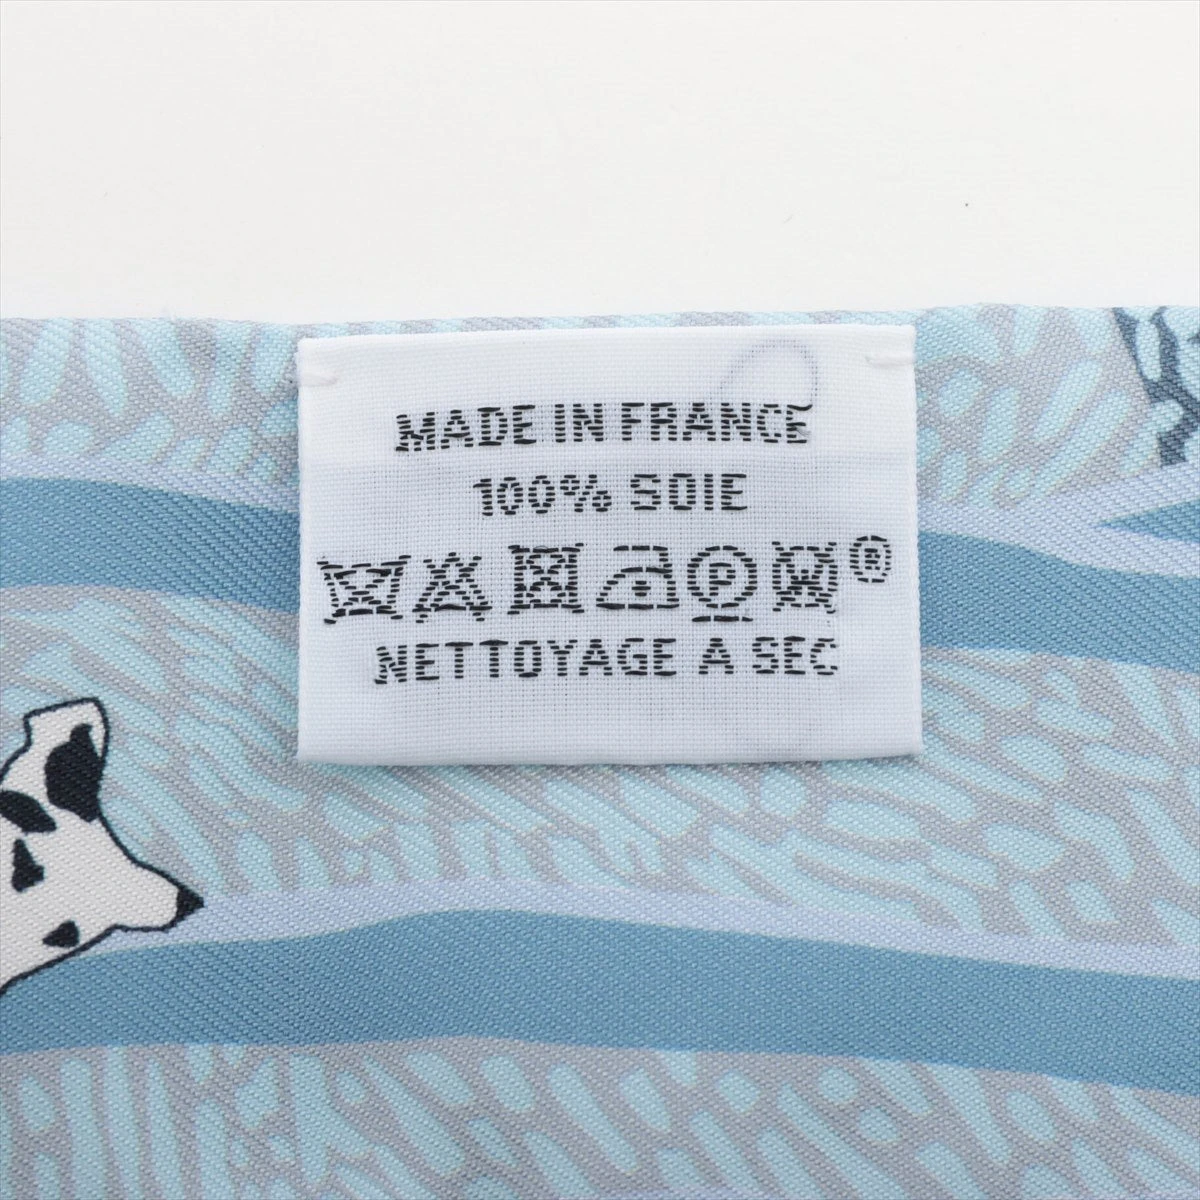 MADE IN FRANCE
100% SOIE
P W ®
NETTOYAGE A SEC